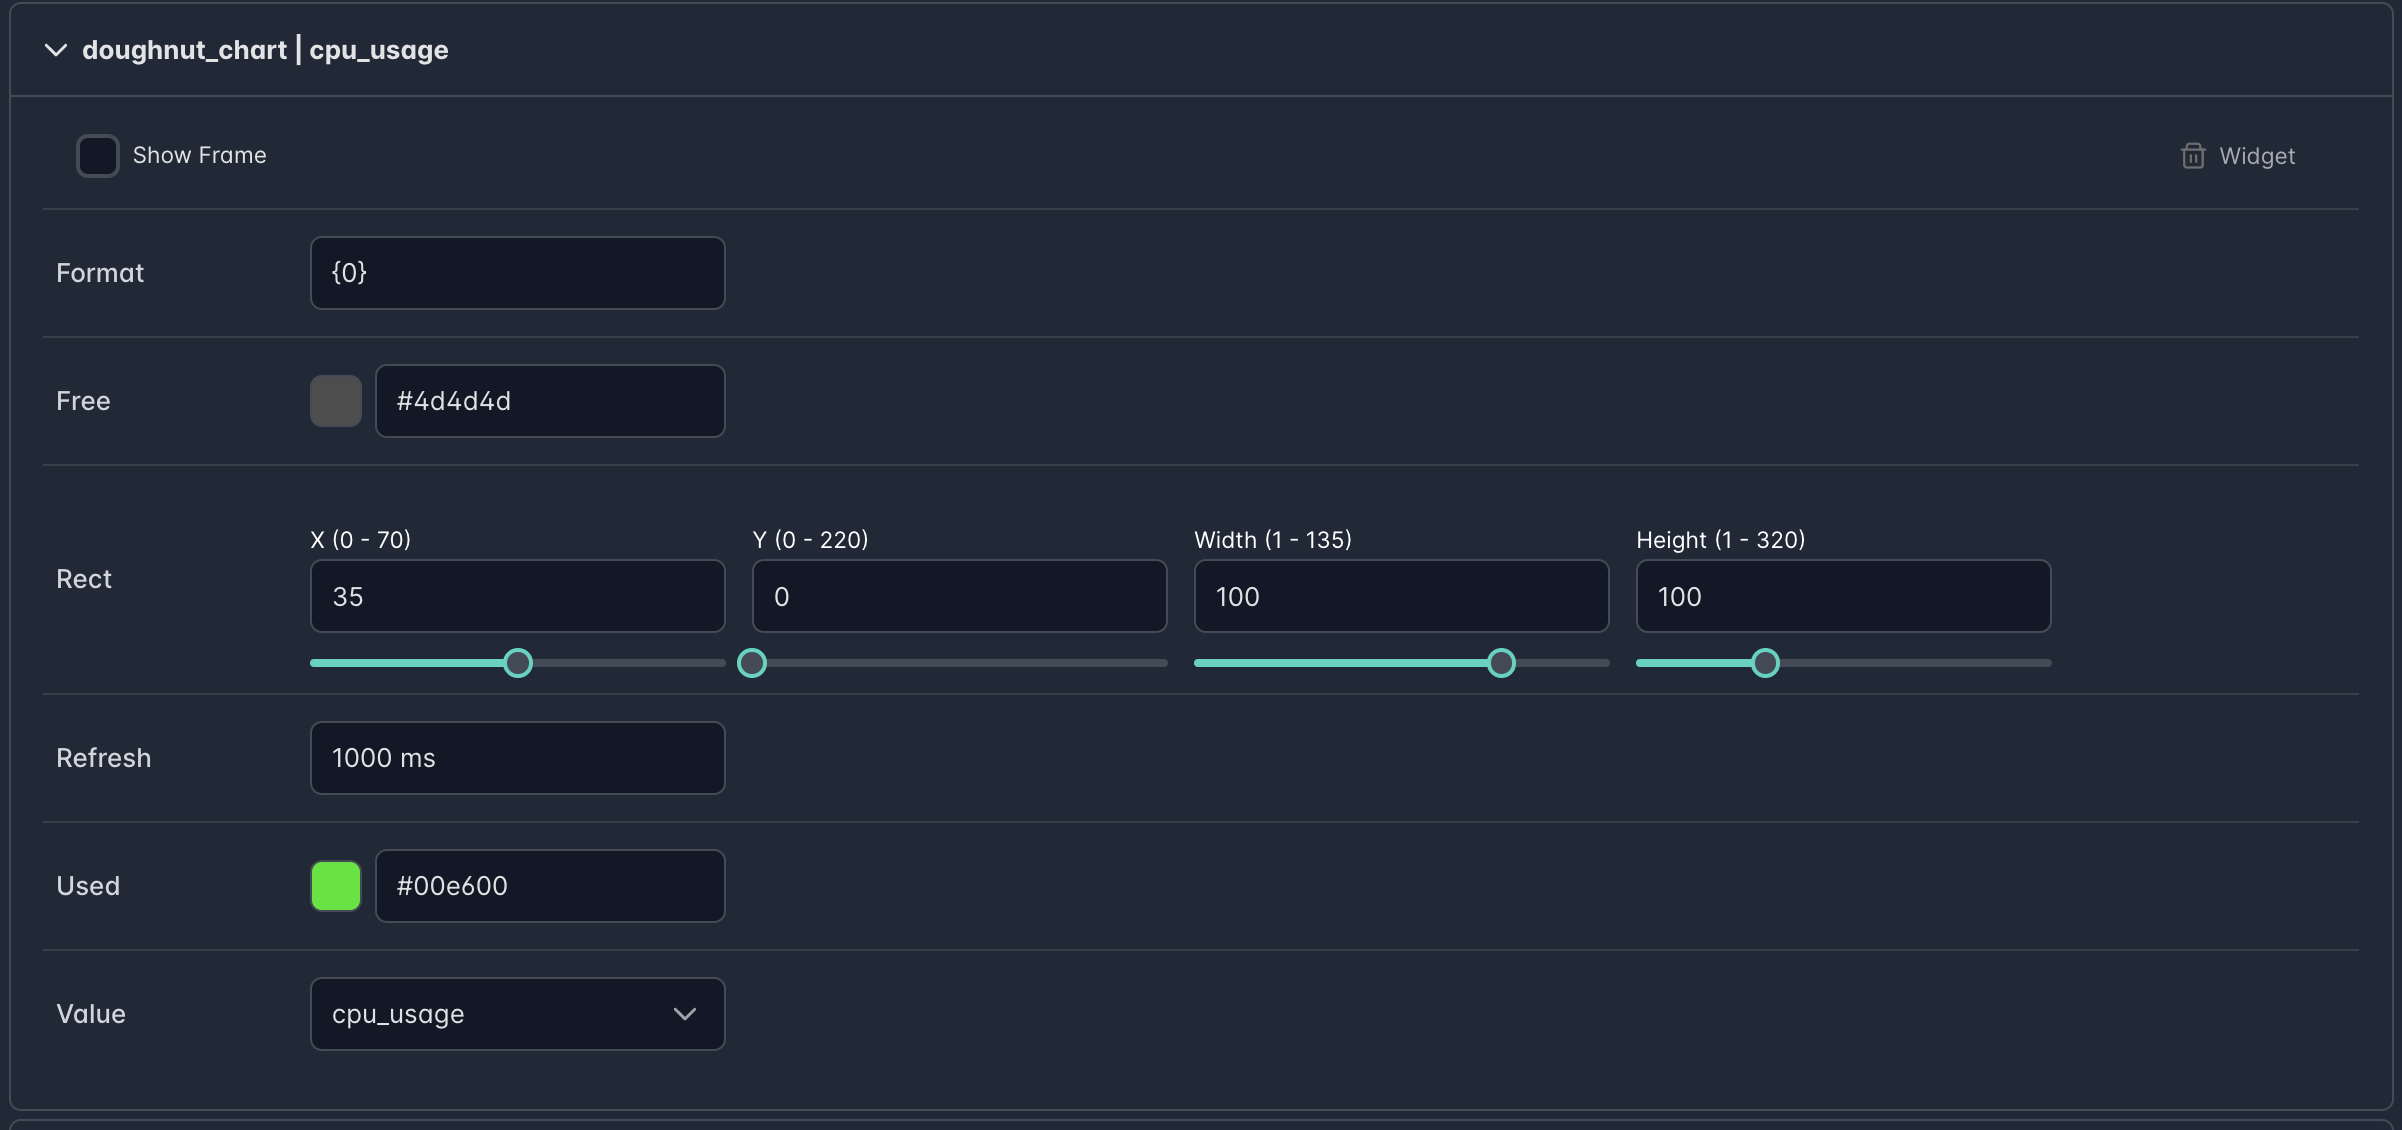 doughnut_chart | cpu_usage
Show Frame
Widget
Format
{0}
Free
#4d4d4d
Rect
X (0 - 70)
35
Y (0 - 220)
0
Width (1 - 135)
100
Height (1 - 320)
100
Refresh
1000 ms
Used
#00e600
Value
cpu_usage